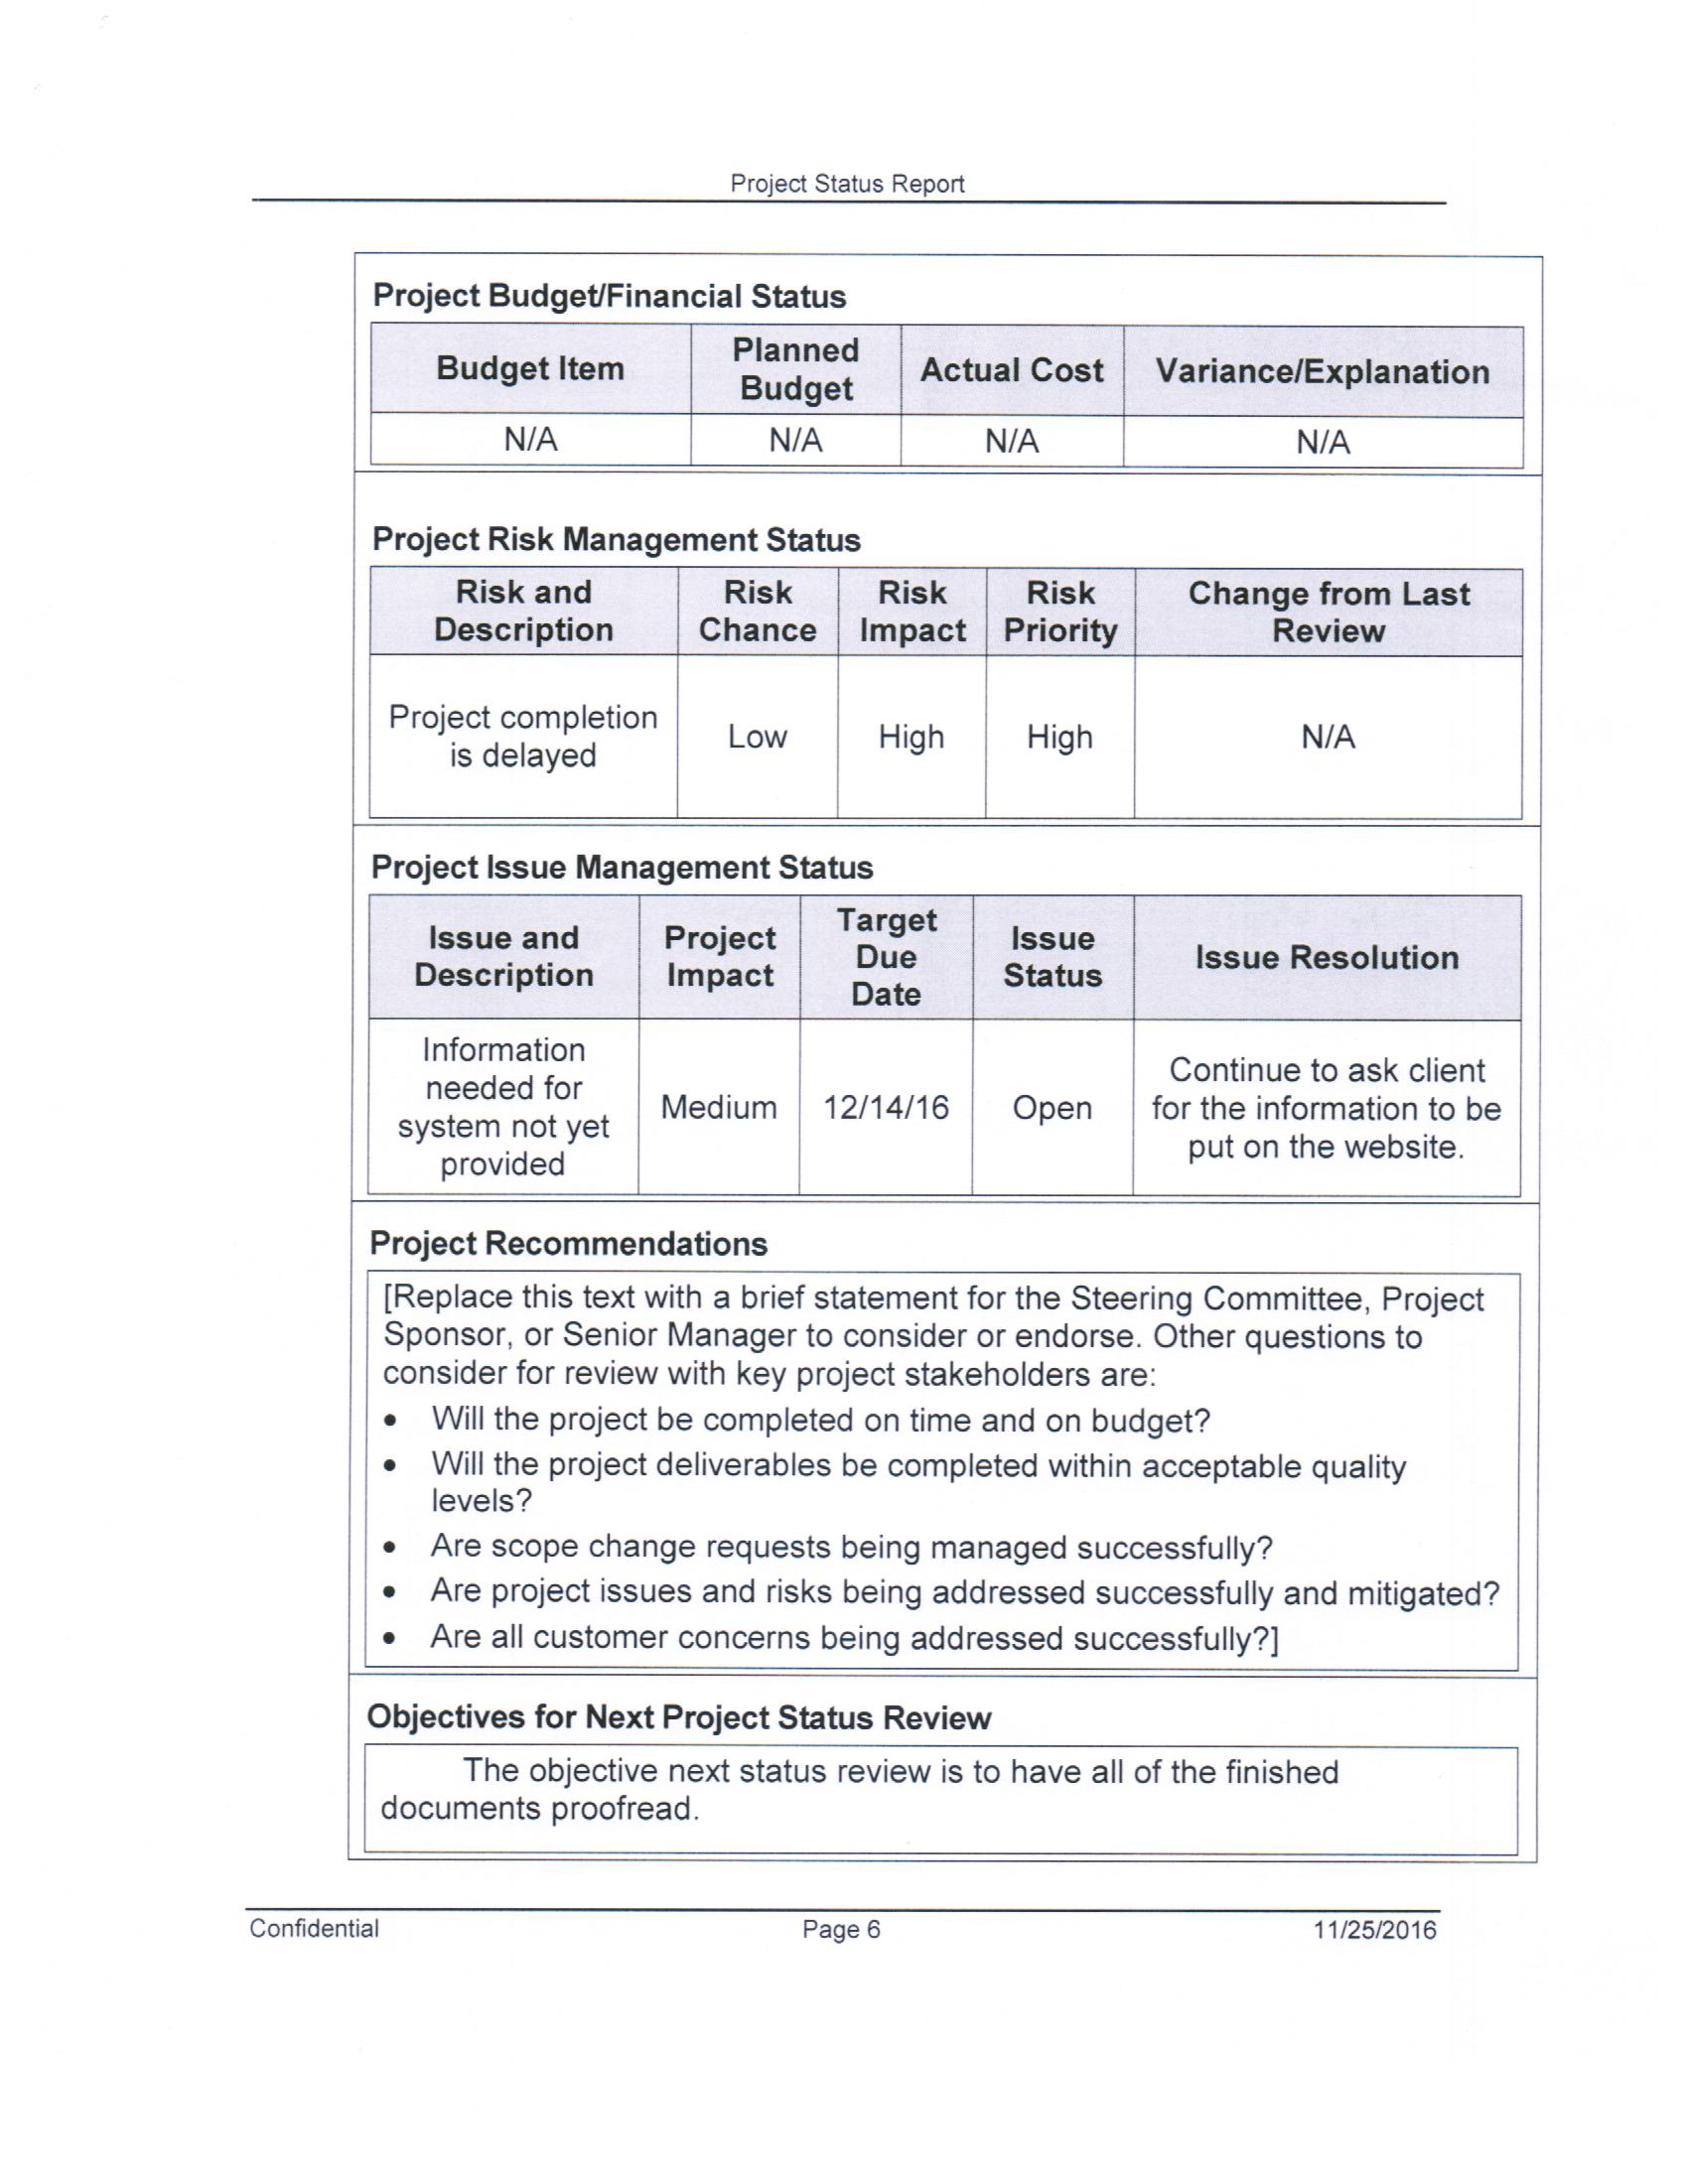 Project Status Report
Project Budget/Financial Status
Budget Item
Planned
Budget
Actual Cost
Variance/Explanation
N/A
N/A
N/A
N/A
Project Risk Management Status
Risk and
Description
Risk
Chance
Risk
Impact
Risk
Priority
Change from Last
Review
Project completion
is delayed
Low
High
High
N/A
Project Issue Management Status
Issue and
Description
Project
Impact
Target
Due
Date
Issue
Status
Issue Resolution
Information
needed for
system not yet
provided
Medium
12/14/16
Open
Continue to ask client
for the information to be
put on the website.
Project Recommendations
[Replace this text with a brief statement for the Steering Committee, Project
Sponsor, or Senior Manager to consider or endorse. Other questions to
consider for review with key project stakeholders are:
• Will the project be completed on time and on budget?
• Will the project deliverables be completed within acceptable quality
levels?
• Are scope change requests being managed successfully?
• Are project issues and risks being addressed successfully and mitigated?
• Are all customer concerns being addressed successfully?]
Objectives for Next Project Status Review
The objective next status review is to have all of the finished
documents proofread.
Confidential Page 6 11/25/2016